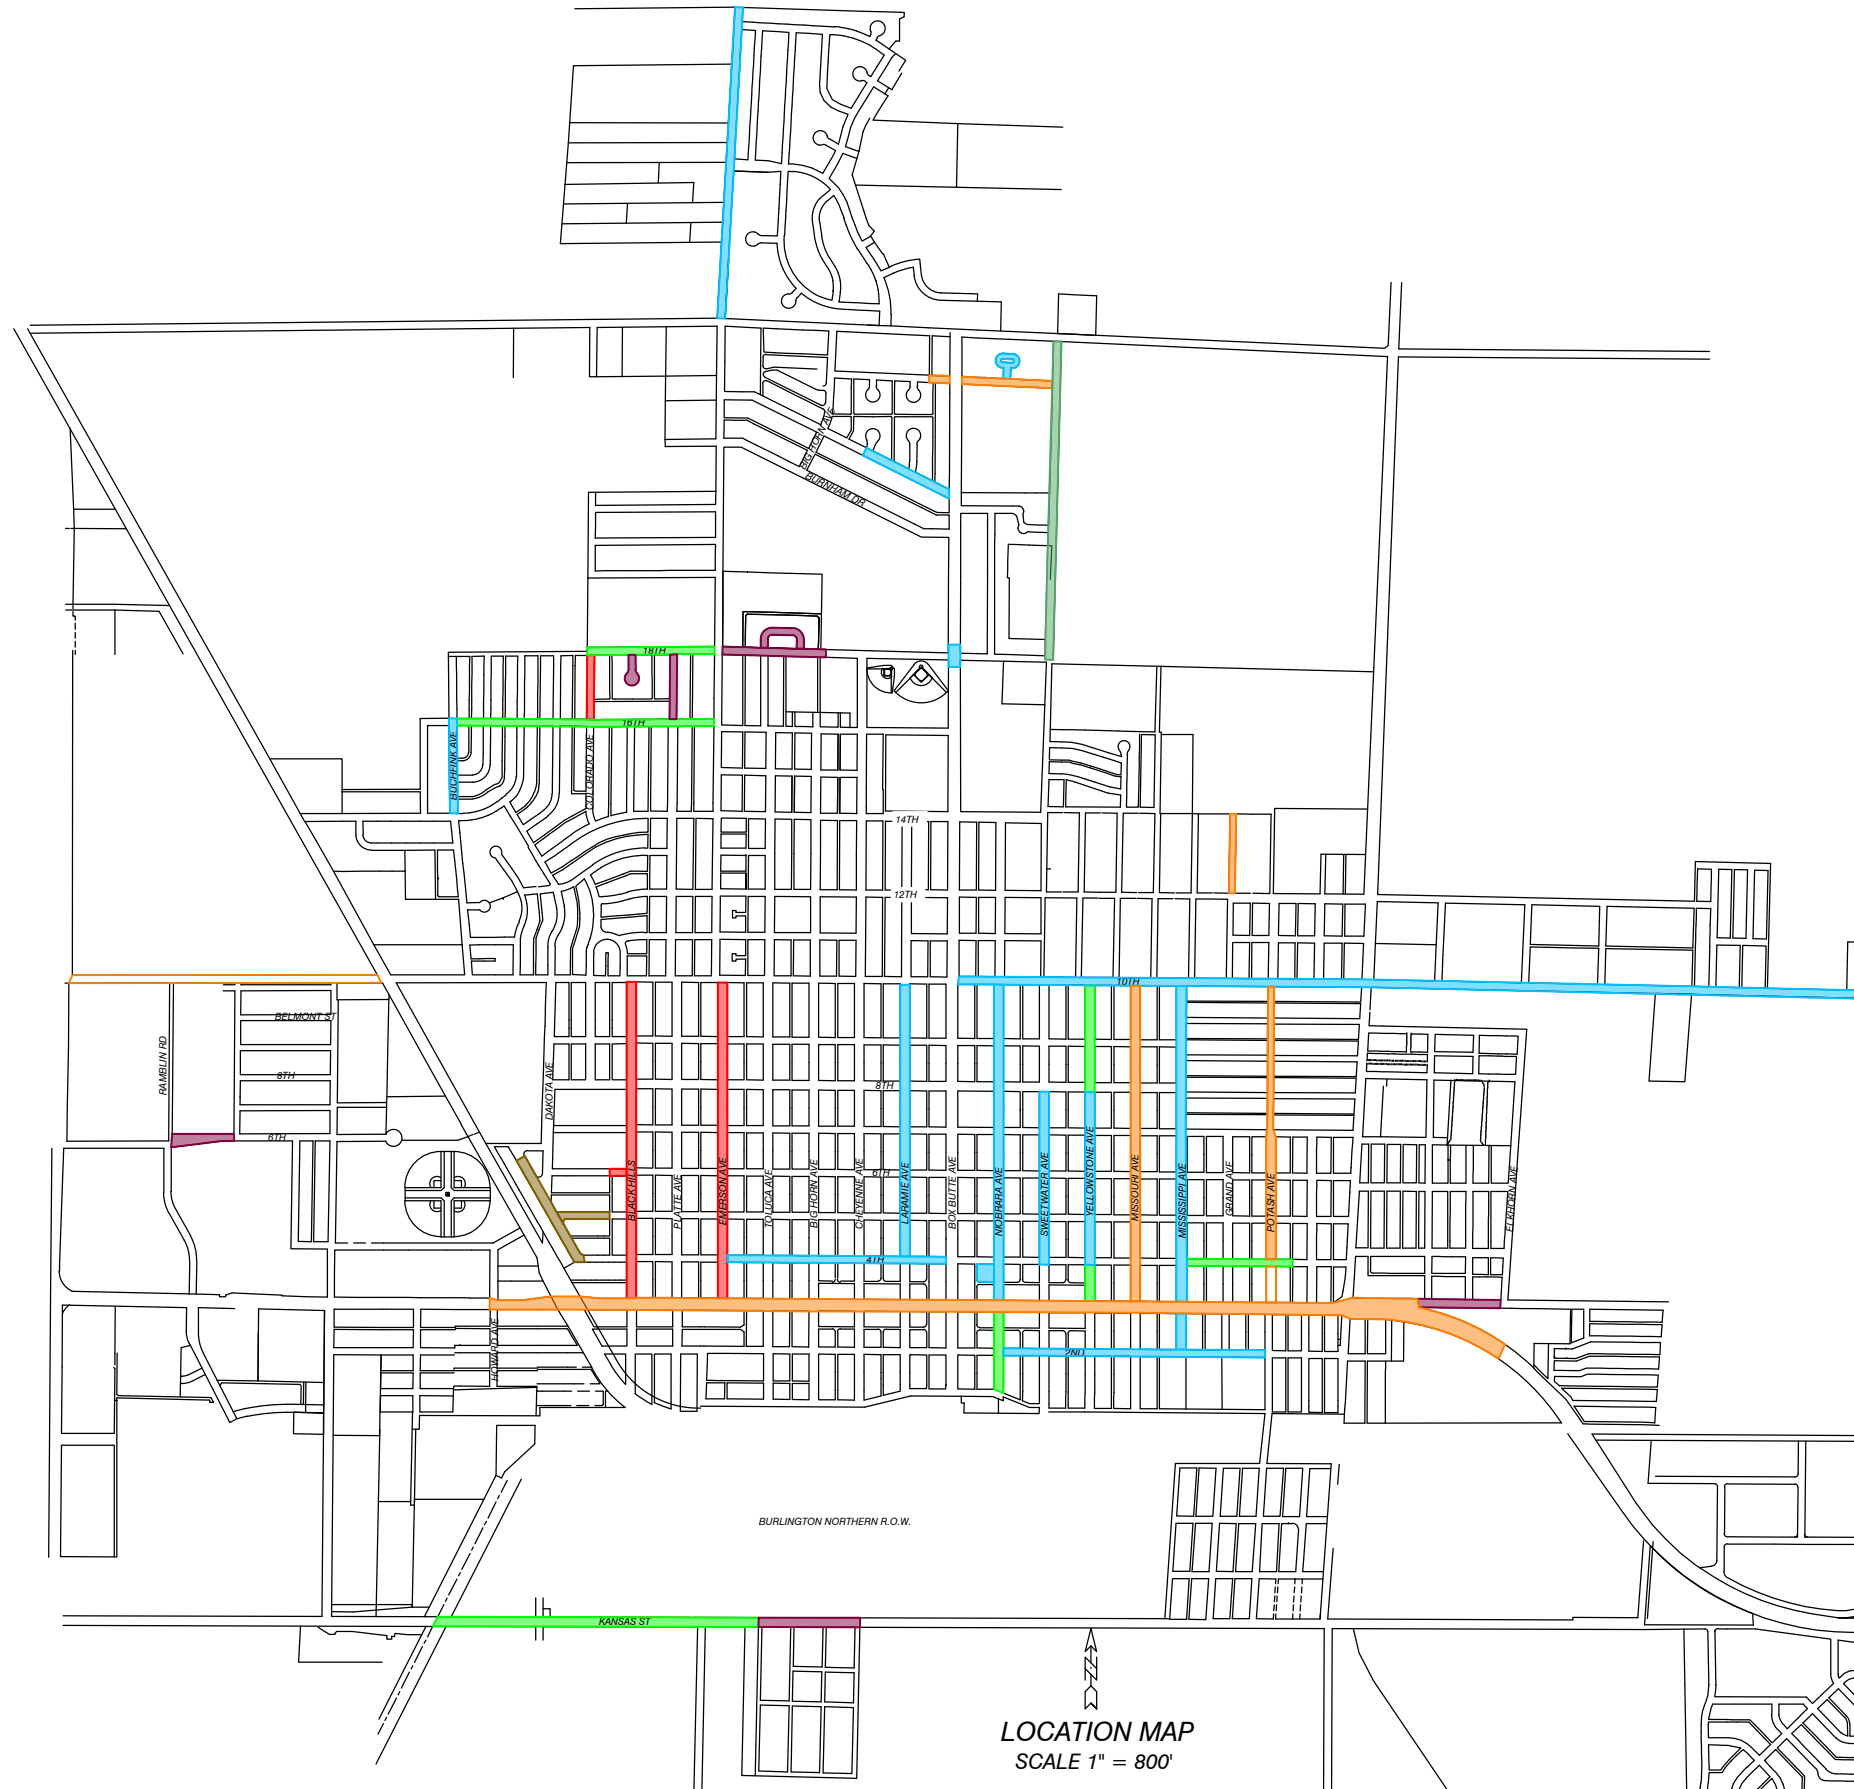 BIG HORN AVE
BURNHAM DR
18TH
16TH
BUCHFINK AVE
COLORADO AVE
14TH
12TH
10TH
BELMONT ST
RAMBLIN RD
8TH
DAKOTA AVE
8TH
6TH
6TH
BLACK HILLS
PLATTE AVE
EMERSON AVE
TOLUCA AVE
BIG HORN AVE
CHEYENNE AVE
LARAMIE AVE
BOX BUTTE AVE
NIOBRARA AVE
SWEETWATER AVE
YELLOWSTONE AVE
MISSOURI AVE
MISSISSIPPI AVE
GRAND AVE
POTASH AVE
ELKHORN AVE
4TH
HOWARD AVE
2ND
BURLINGTON NORTHERN R.O.W.
KANSAS ST
LOCATION MAP
SCALE 1" = 800'